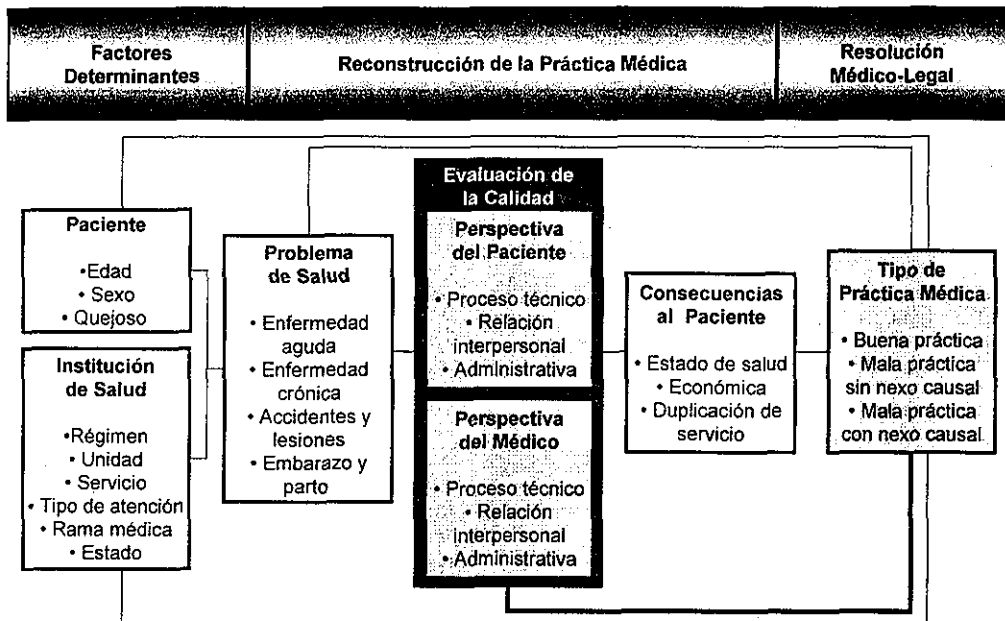 Factores
Determinantes
Reconstrucción de la Práctica Médica
Resolución
Médico-Legal
Paciente
•Edad
• Sexo
• Quejoso
Institución
de Salud
•Régimen
• Unidad
• Servicio
• Tipo de atención
• Rama médica
• Estado
Problema
de Salud
• Enfermedad
aguda
• Enfermedad
crónica
• Accidentes y
lesiones
• Embarazo y
parto
Evaluación de
la Calidad
Perspectiva
del Paciente
• Proceso técnico
• Relación
interpersonal
• Administrativa
Perspectiva
del Médico
• Proceso técnico
• Relación
interpersonal
• Administrativa
Consecuencias
al Paciente
• Estado de salud
• Económica
• Duplicación de
servicio
Tipo de
Práctica Médica
• Buena práctica
• Mala práctica
sin nexo causal
• Mala práctica
con nexo causal